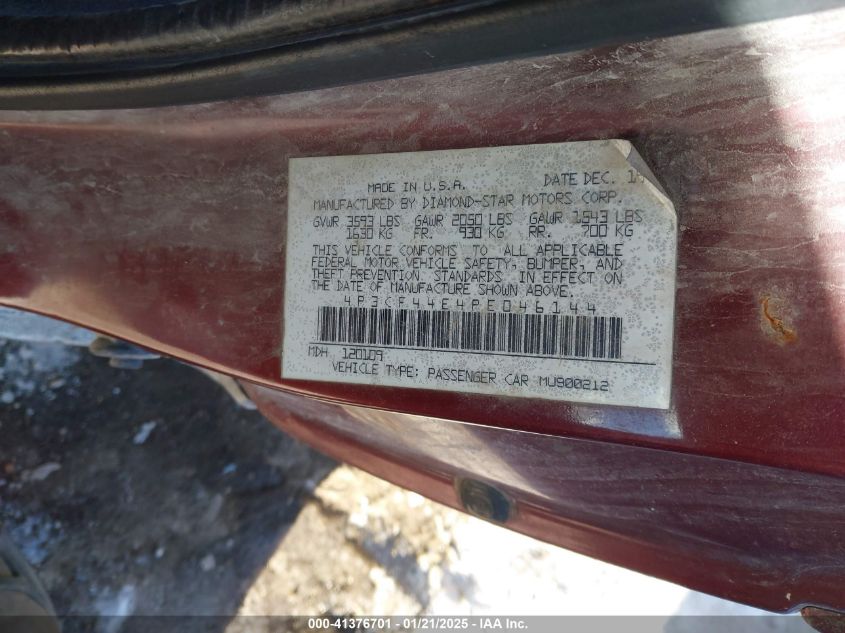 MADE IN U.S.A. DATE DEC.
MANUFACTURED BY DIAMOND-STAR MOTORS CORP.
GVWR 3593 LBS GAWR 2050 LBS GAWR 1543 LBS
1630 KG FR. 930 KG RR. 700 KG
THIS VEHICLE CONFORMS TO ALL APPLICABLE
FEDERAL MOTOR VEHICLE SAFETY, BUMPER, AND
THEFT PREVENTION STANDARDS IN EFFECT ON
THE DATE OF MANUFACTURE SHOWN ABOVE.
4P3CF44E4PE046144
MDH 120109
VEHICLE TYPE: PASSENGER CAR MU900212
000-41376701 - 01/21/2025 - IAA Inc.